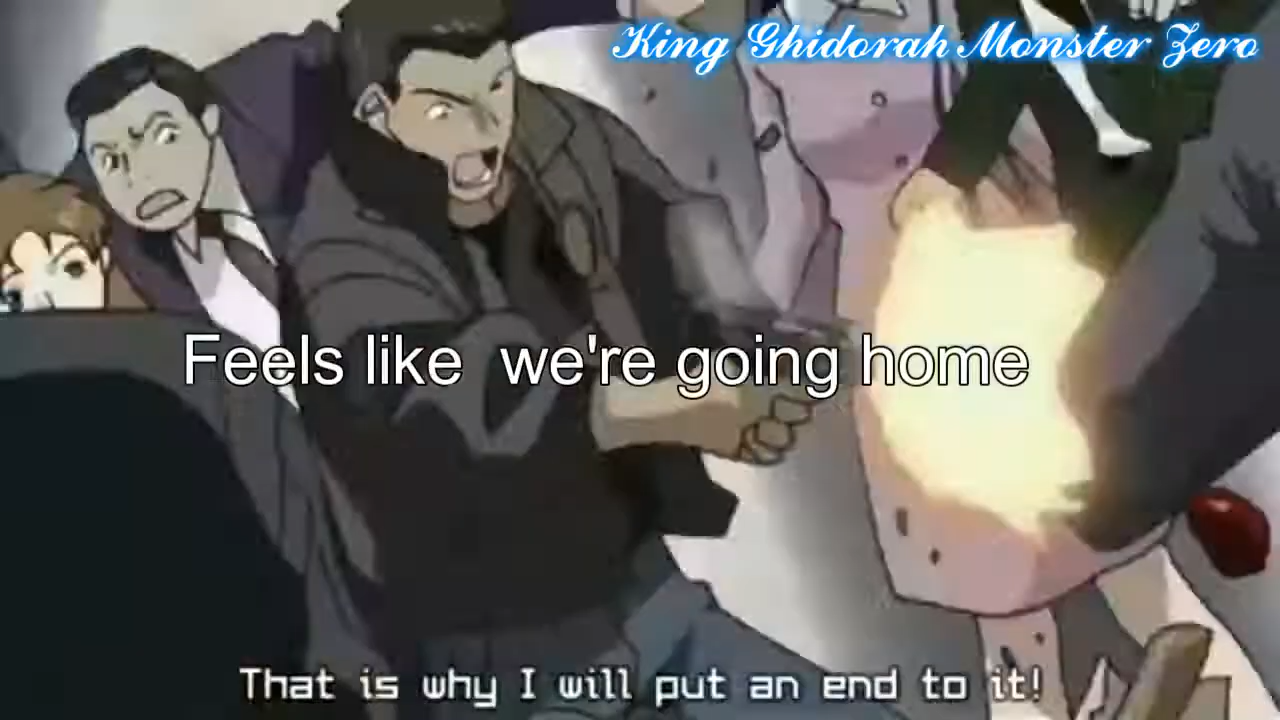 King Ghidorah Monster Zero
Feels like  we're going home
That is why I will put an end to it!